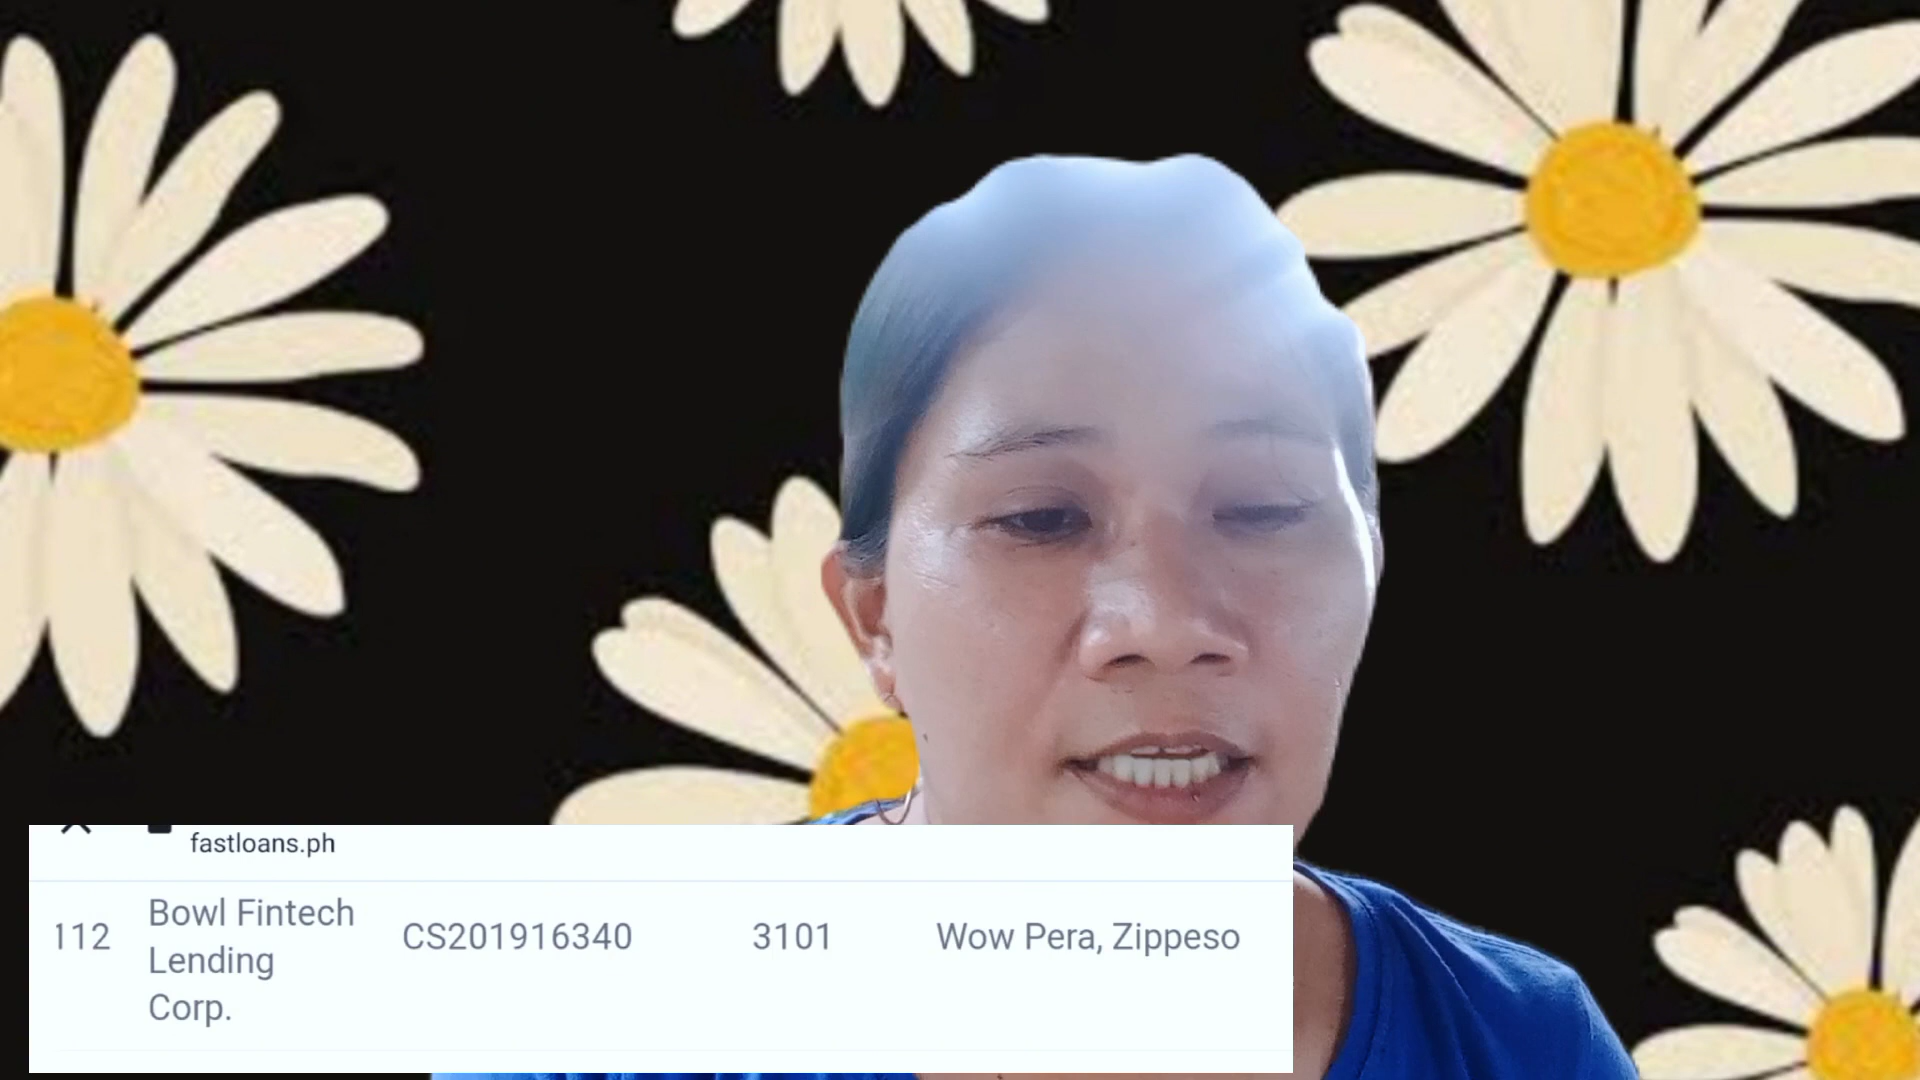 fastloans.ph
112 Bowl Fintech Lending Corp. CS201916340 3101 Wow Pera, Zippeso